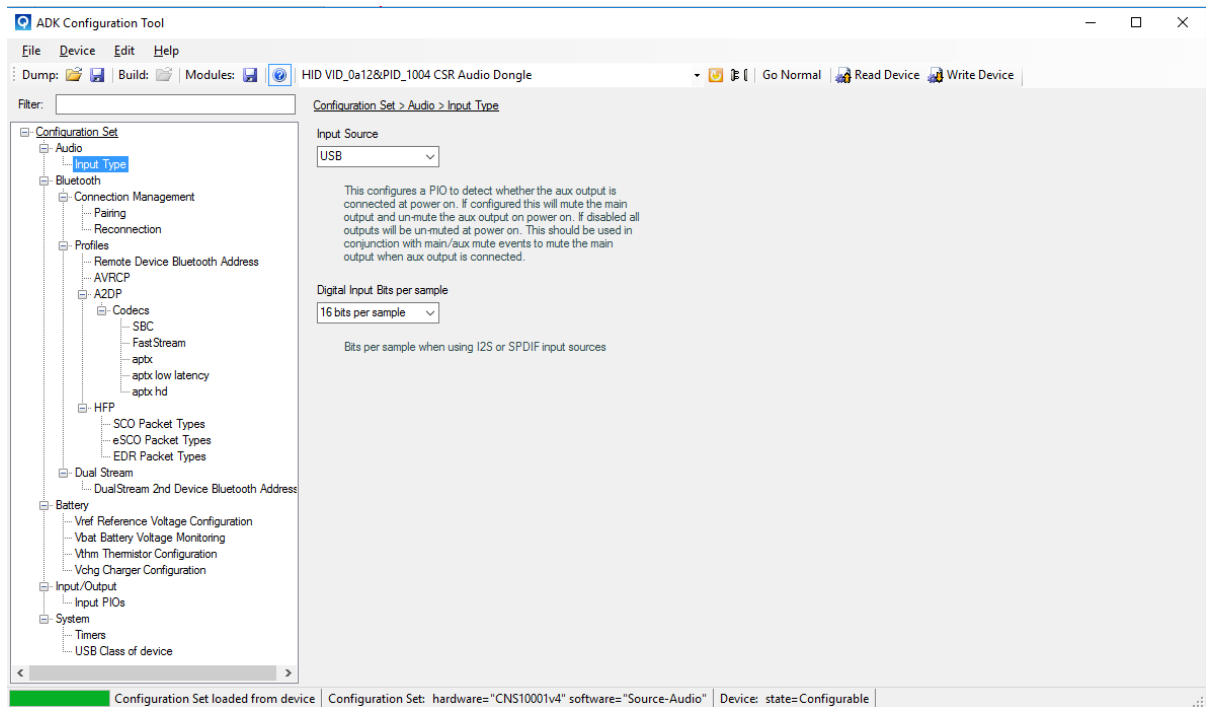 ADK Configuration Tool
File Device Edit Help
Dump: Build: Modules: HID VID_0a12&PID_1004 CSR Audio Dongle Go Normal Read Device Write Device
Filter:
Configuration Set > Audio > Input Type
Configuration Set
Audio
Input Type
Bluetooth
Connection Management
Pairing
Reconnection
Profiles
Remote Device Bluetooth Address
AVRCP
A2DP
Codecs
SBC
FastStream
aptx
aptx low latency
aptx hd
HFP
SCO Packet Types
eSCO Packet Types
EDR Packet Types
Dual Stream
DualStream 2nd Device Bluetooth Address
Battery
Vref Reference Voltage Configuration
Vbat Battery Voltage Monitoring
Vthm Thermistor Configuration
Vchg Charger Configuration
Input/Output
Input PIOs
System
Timers
USB Class of device
Input Source
USB
This configures a PIO to detect whether the aux output is
connected at power on. If configured this will mute the main
output and un-mute the aux output on power on. If disabled all
outputs will be un-muted at power on. This should be used in
conjunction with main/aux mute events to mute the main
output when aux output is connected.
Digital Input Bits per sample
16 bits per sample
Bits per sample when using I2S or SPDIF input sources
Configuration Set loaded from device Configuration Set: hardware="CNS10001v4" software="Source-Audio" Device: state=Configurable